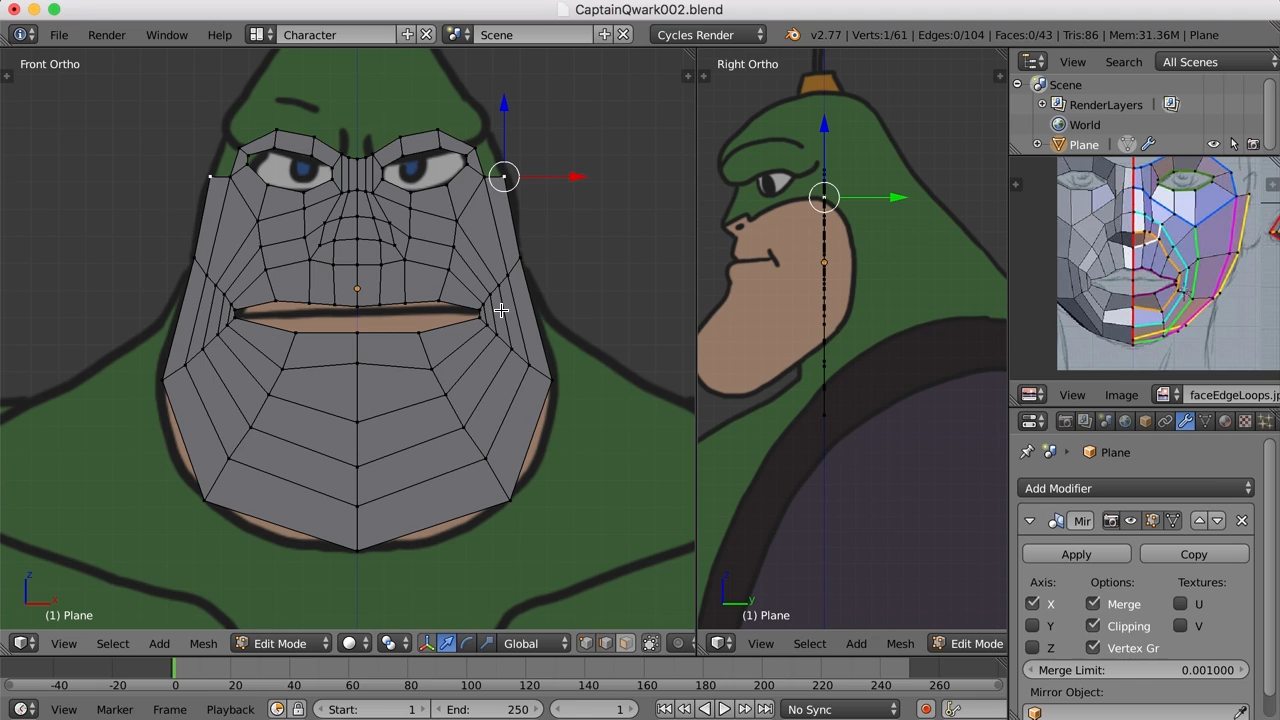 CaptainQwark002.blend
File Render Window Help Character Scene Cycles Render v2.77 | Verts:1/61 | Edges:0/104 | Faces:0/43 | Tris:86 | Mem:31.36M | Plane
Front Ortho
Right Ortho
View Search All Scenes
Scene
RenderLayers
World
Plane
View Image faceEdgeLoops.jp
Plane
Add Modifier
Mir
Apply Copy
Axis: Options: Textures:
X Merge U
Y Clipping V
Z Vertex Gr
Merge Limit: 0.001000
Mirror Object:
z
x
(1) Plane
z
y
(1) Plane
View Select Add Mesh Edit Mode Global
View Select Add Mesh Edit Mode
-40 -20 0 20 40 60 80 100 120 140 160 180 200 220 240 260
View Marker Frame Playback Start: 1 End: 250 1 No Sync